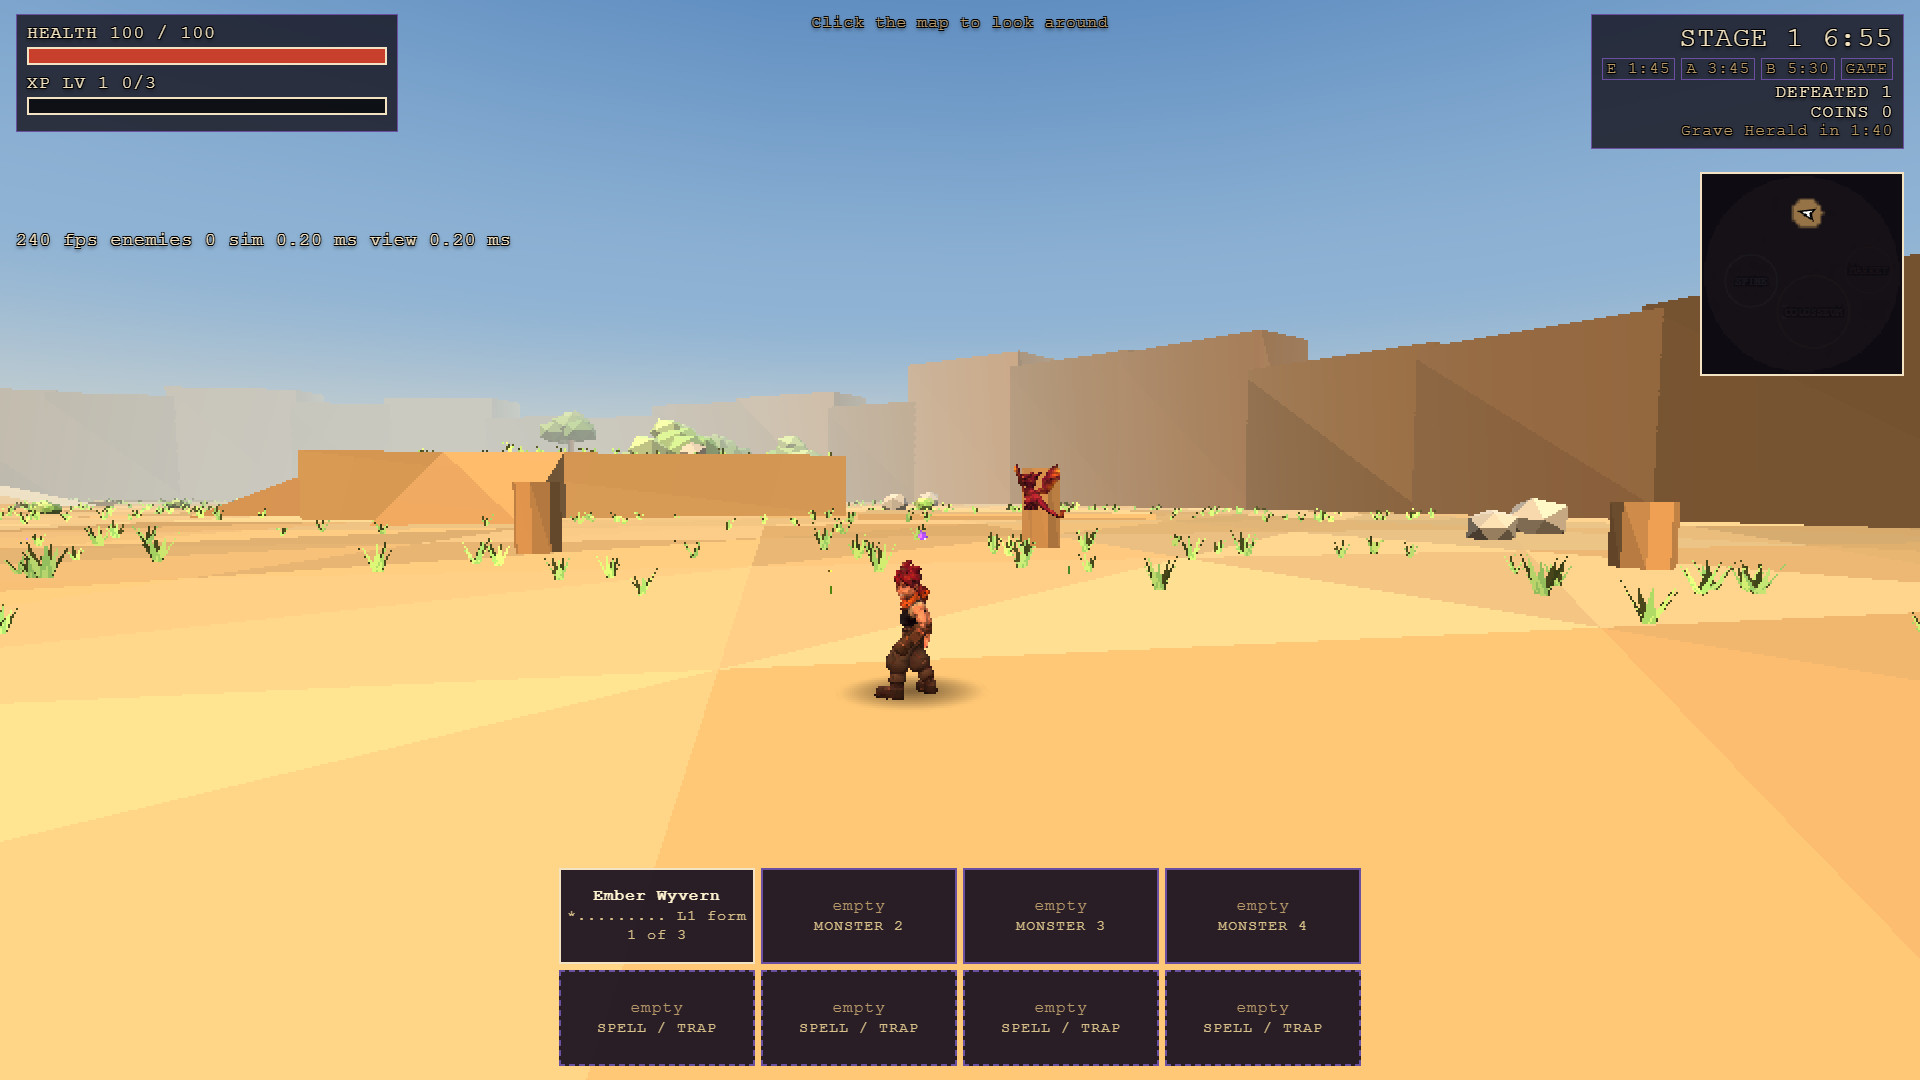 HEALTH 100 / 100
XP LV 1 0/3
Click the map to look around
STAGE 1 6:55
E 1:45 A 3:45 B 5:30 GATE
DEFEATED 1
COINS 0
Grave Herald in 1:40
240 fps enemies 0 sim 0.20 ms view 0.20 ms
Ember Wyvern
*......... L1 form
1 of 3
empty
MONSTER 2
empty
MONSTER 3
empty
MONSTER 4
empty
SPELL / TRAP
empty
SPELL / TRAP
empty
SPELL / TRAP
empty
SPELL / TRAP